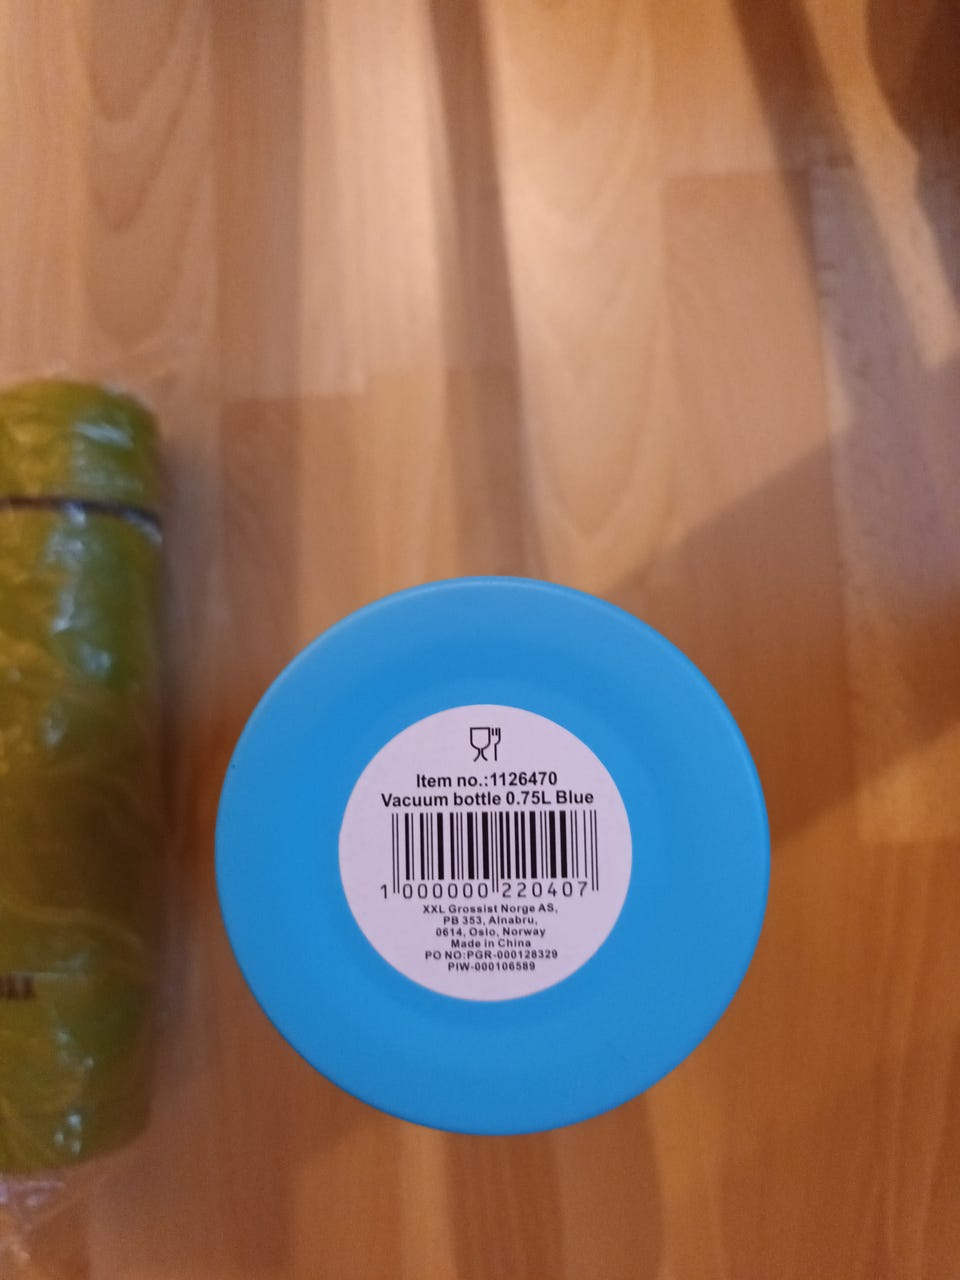 Item no.:1126470
Vacuum bottle 0.75L Blue
1 000000 220407
XXL Grossist Norge AS,
PB 353, Alnabru,
0614, Oslo, Norway
Made in China
PO NO:PGR-000128329
PIW-000106589